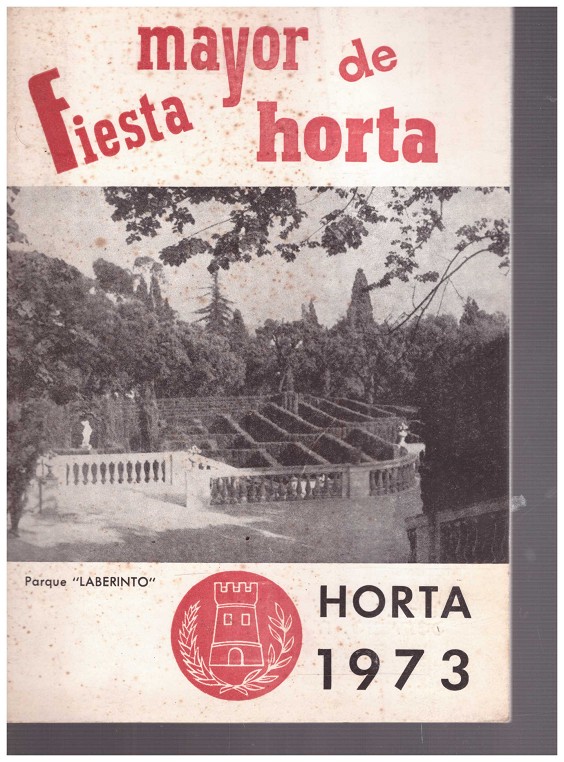 Fiesta mayor de
horta
Parque "LABERINTO"
HORTA
1973